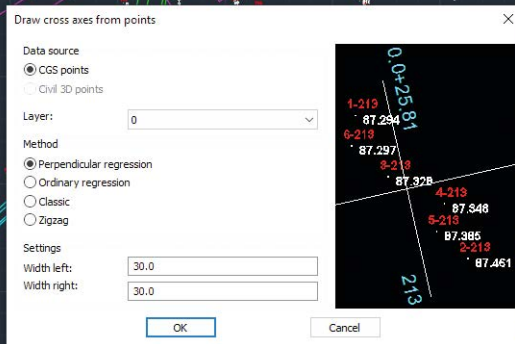 Draw cross axes from points
Data source
CGS points
Civil 3D points
Layer:
0
Method
Perpendicular regression
Ordinary regression
Classic
Zigzag
Settings
Width left:
30.0
Width right:
30.0
OK
Cancel
0.0+25.81
1-213
87.294
6-213
87.297
3-213
87.328
4-213
87.348
5-213
87.385
2-213
87.461
213